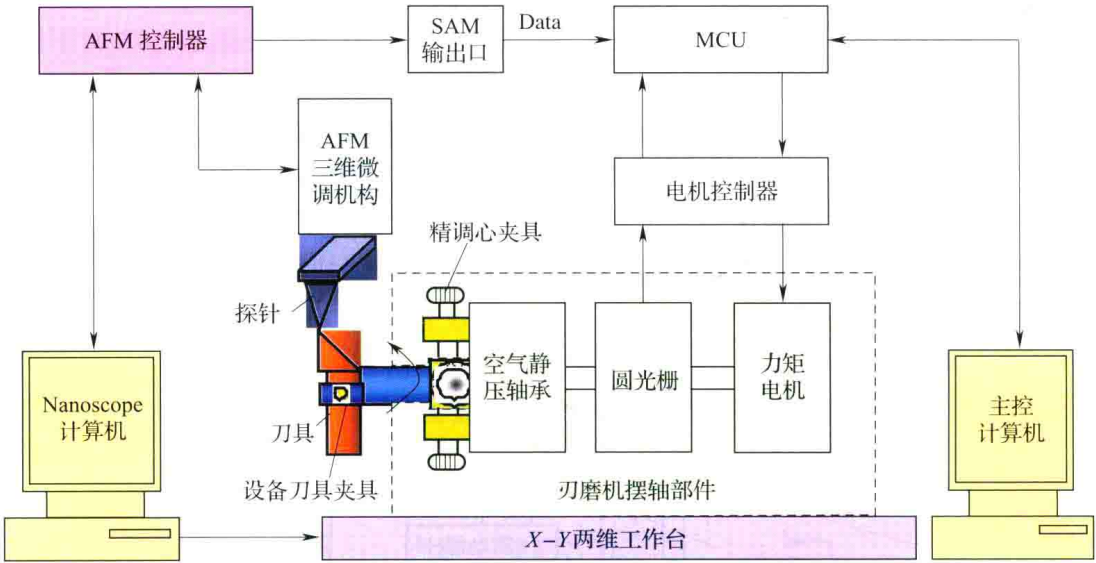 AFM 控制器
SAM
输出口
Data
MCU
AFM
三维微
调机构
电机控制器
精调心夹具
探针
空气静
压轴承
圆光栅
力矩
电机
Nanoscope
计算机
主控
计算机
刀具
设备刀具夹具
刃磨机摆轴部件
X-Y两维工作台